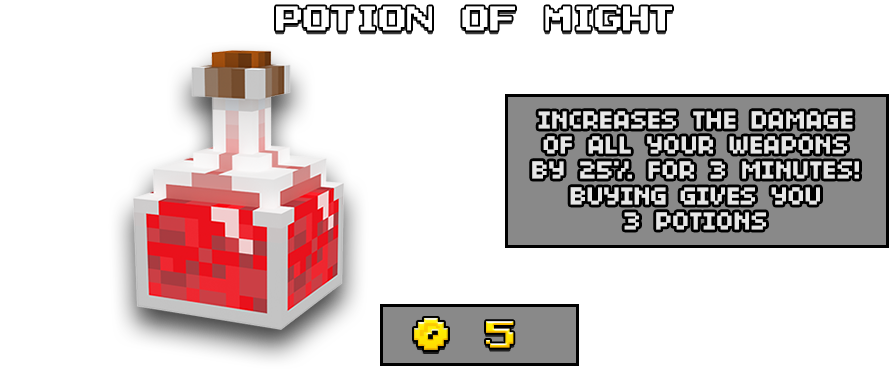 POTION OF MIGHT
INCREASES THE DAMAGE
OF ALL YOUR WEAPONS
BY 25% FOR 3 MINUTES!
BUYING GIVES YOU
3 POTIONS
5